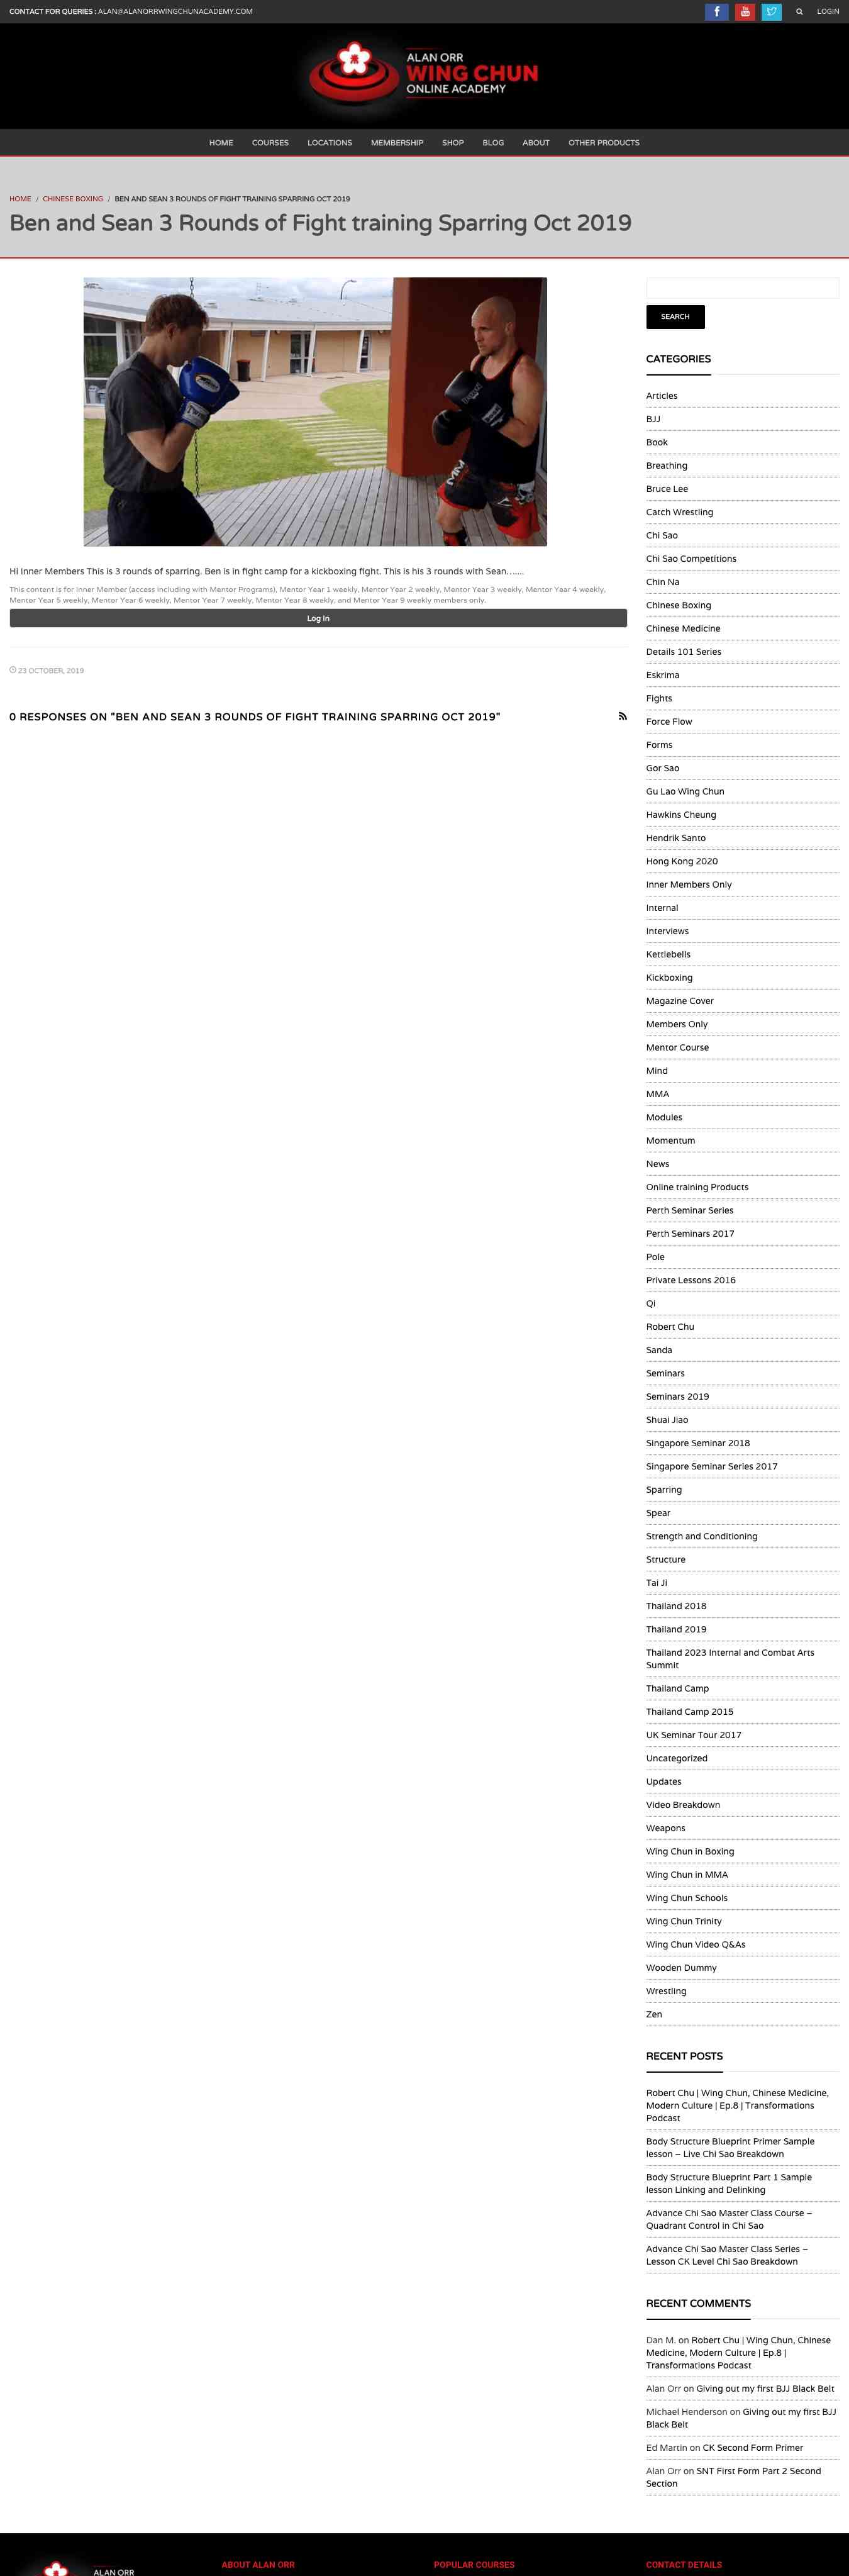 CONTACT FOR QUERIES : ALAN@ALANORRWINGCHUNACADEMY.COM
LOGIN
ALAN ORR
WING CHUN
ONLINE ACADEMY
HOME COURSES LOCATIONS MEMBERSHIP SHOP BLOG ABOUT OTHER PRODUCTS
HOME / CHINESE BOXING / BEN AND SEAN 3 ROUNDS OF FIGHT TRAINING SPARRING OCT 2019
Ben and Sean 3 Rounds of Fight training Sparring Oct 2019
Hi Inner Members This is 3 rounds of sparring. Ben is in fight camp for a kickboxing fight. This is his 3 rounds with Sean…....
This content is for Inner Member (access including with Mentor Programs), Mentor Year 1 weekly, Mentor Year 2 weekly, Mentor Year 3 weekly, Mentor Year 4 weekly,
Mentor Year 5 weekly, Mentor Year 6 weekly, Mentor Year 7 weekly, Mentor Year 8 weekly, and Mentor Year 9 weekly members only.
Log In
23 OCTOBER, 2019
0 RESPONSES ON "BEN AND SEAN 3 ROUNDS OF FIGHT TRAINING SPARRING OCT 2019"
SEARCH
CATEGORIES
Articles
BJJ
Book
Breathing
Bruce Lee
Catch Wrestling
Chi Sao
Chi Sao Competitions
Chin Na
Chinese Boxing
Chinese Medicine
Details 101 Series
Eskrima
Fights
Force Flow
Forms
Gor Sao
Gu Lao Wing Chun
Hawkins Cheung
Hendrik Santo
Hong Kong 2020
Inner Members Only
Internal
Interviews
Kettlebells
Kickboxing
Magazine Cover
Members Only
Mentor Course
Mind
MMA
Modules
Momentum
News
Online training Products
Perth Seminar Series
Perth Seminars 2017
Pole
Private Lessons 2016
Qi
Robert Chu
Sanda
Seminars
Seminars 2019
Shuai Jiao
Singapore Seminar 2018
Singapore Seminar Series 2017
Sparring
Spear
Strength and Conditioning
Structure
Tai Ji
Thailand 2018
Thailand 2019
Thailand 2023 Internal and Combat Arts
Summit
Thailand Camp
Thailand Camp 2015
UK Seminar Tour 2017
Uncategorized
Updates
Video Breakdown
Weapons
Wing Chun in Boxing
Wing Chun in MMA
Wing Chun Schools
Wing Chun Trinity
Wing Chun Video Q&As
Wooden Dummy
Wrestling
Zen
RECENT POSTS
Robert Chu | Wing Chun, Chinese Medicine,
Modern Culture | Ep.8 | Transformations
Podcast
Body Structure Blueprint Primer Sample
lesson – Live Chi Sao Breakdown
Body Structure Blueprint Part 1 Sample
lesson Linking and Delinking
Advance Chi Sao Master Class Course –
Quadrant Control in Chi Sao
Advance Chi Sao Master Class Series –
Lesson CK Level Chi Sao Breakdown
RECENT COMMENTS
Dan M. on Robert Chu | Wing Chun, Chinese
Medicine, Modern Culture | Ep.8 |
Transformations Podcast
Alan Orr on Giving out my first BJJ Black Belt
Michael Henderson on Giving out my first BJJ
Black Belt
Ed Martin on CK Second Form Primer
Alan Orr on SNT First Form Part 2 Second
Section
ALAN ORR
ABOUT ALAN ORR
POPULAR COURSES
CONTACT DETAILS